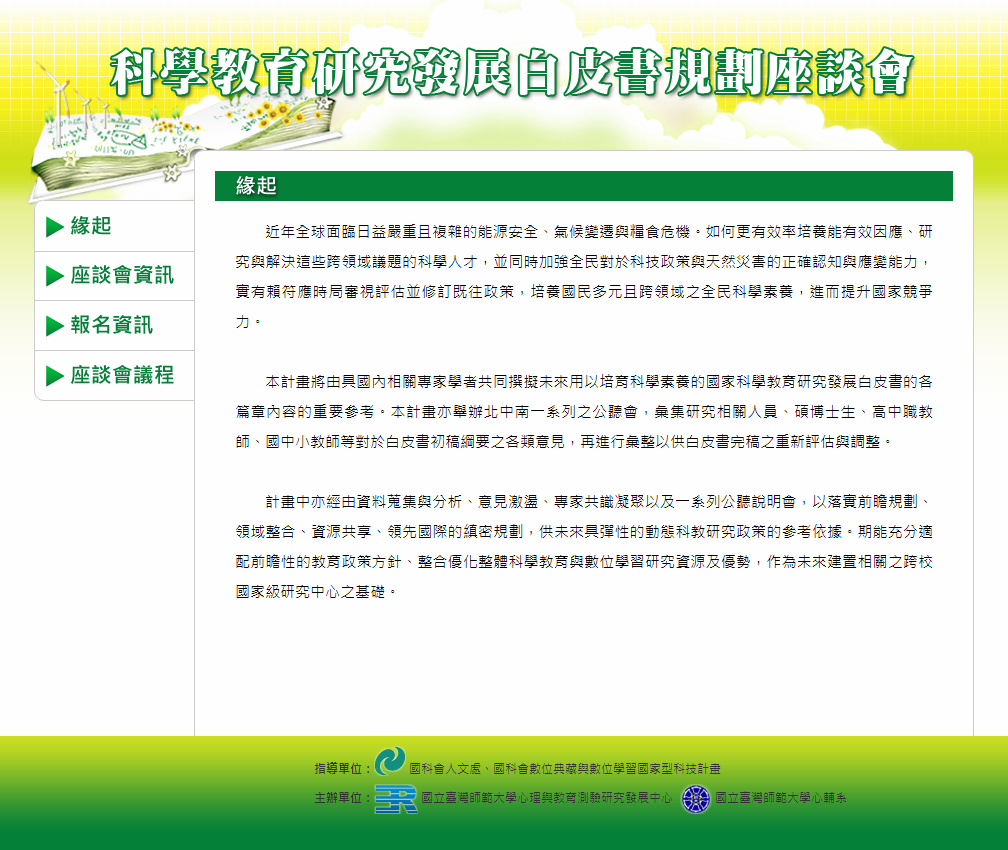 科學教育研究發展白皮書規劃座談會
緣起
緣起
座談會資訊
報名資訊
座談會議程
近年全球面臨日益嚴重且複雜的能源安全、氣候變遷與糧食危機。如何更有效率培養能有效因應、研
究與解決這些跨領域議題的科學人才，並同時加強全民對於科技政策與天然災害的正確認知與應變能力，
實有賴符應時局審視評估並修訂既往政策，培養國民多元且跨領域之全民科學素養，進而提升國家競爭
力。
本計畫將由具國內相關專家學者共同撰擬未來用以培育科學素養的國家科學教育研究發展白皮書的各
篇章內容的重要參考。本計畫亦舉辦北中南一系列之公聽會，彙集研究相關人員、碩博士生、高中職教
師、國中小教師等對於白皮書初稿綱要之各類意見，再進行彙整以供白皮書完稿之重新評估與調整。
計畫中亦經由資料蒐集與分析、意見激盪、專家共識凝聚以及一系列公聽說明會，以落實前瞻規劃、
領域整合、資源共享、領先國際的縝密規劃，供未來具彈性的動態科教研究政策的參考依據。期能充分適
配前瞻性的教育政策方針、整合優化整體科學教育與數位學習研究資源及優勢，作為未來建置相關之跨校
國家級研究中心之基礎。
指導單位： 國科會人文處、國科會數位典藏與數位學習國家型科技計畫
主辦單位： 國立臺灣師範大學心理與教育測驗研究發展中心 國立臺灣師範大學心輔系